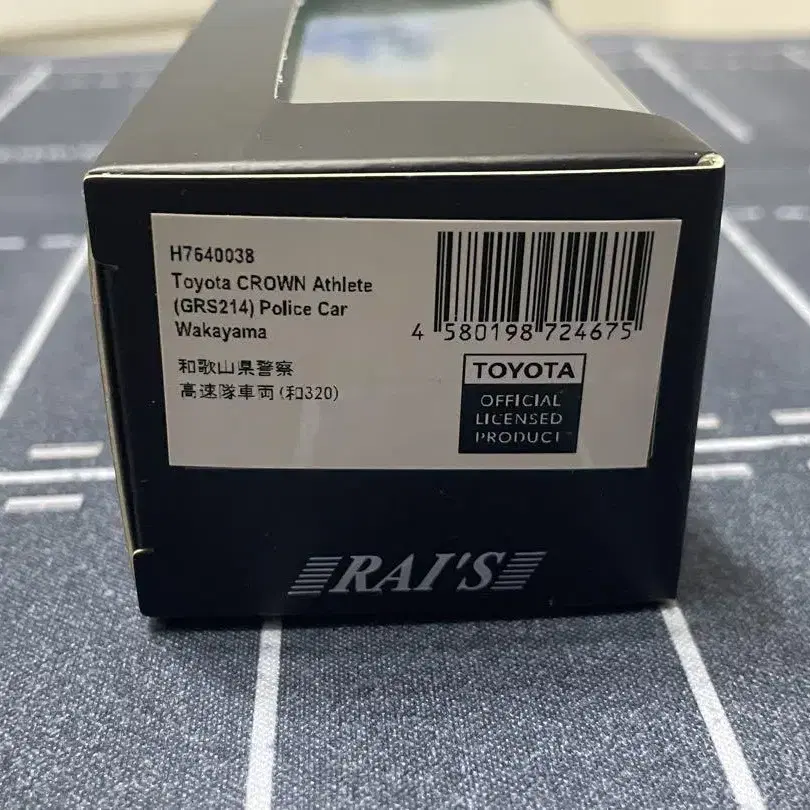 H7640038
Toyota CROWN Athlete
(GRS214) Police Car
Wakayama
和歌山県警察
高速隊車両(和320)
4 580198 724675
TOYOTA
OFFICIAL
LICENSED
PRODUCT
RAI'S